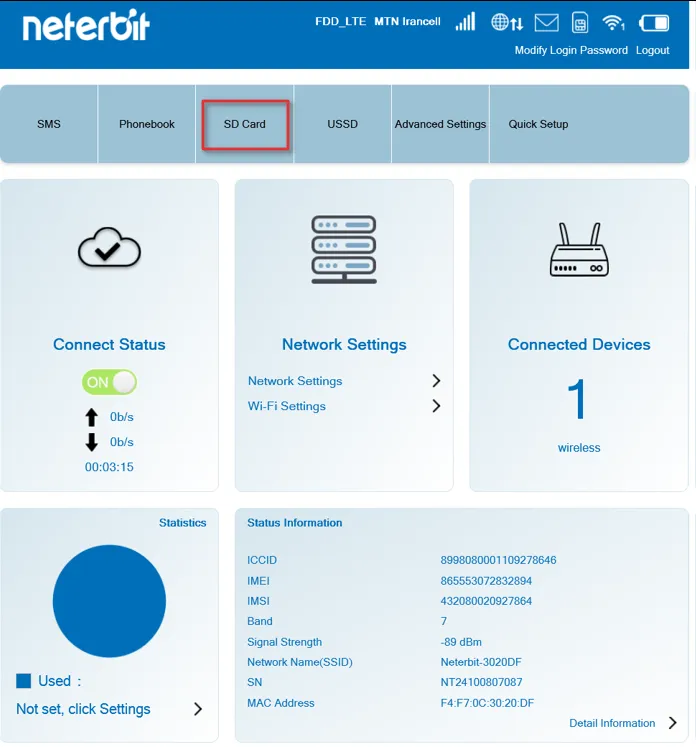 neterbit
FDD_LTE MTN Irancell
1
Modify Login Password Logout
SMS
Phonebook
SD Card
USSD
Advanced Settings
Quick Setup
Connect Status
ON
0b/s
0b/s
00:03:15
Network Settings
Network Settings
Wi-Fi Settings
Connected Devices
1
wireless
Statistics
Used :
Not set, click Settings
Status Information
ICCID 8998080001109278646
IMEI 865553072832894
IMSI 432080020927864
Band 7
Signal Strength -89 dBm
Network Name(SSID) Neterbit-3020DF
SN NT24100807087
MAC Address F4:F7:0C:30:20:DF
Detail Information